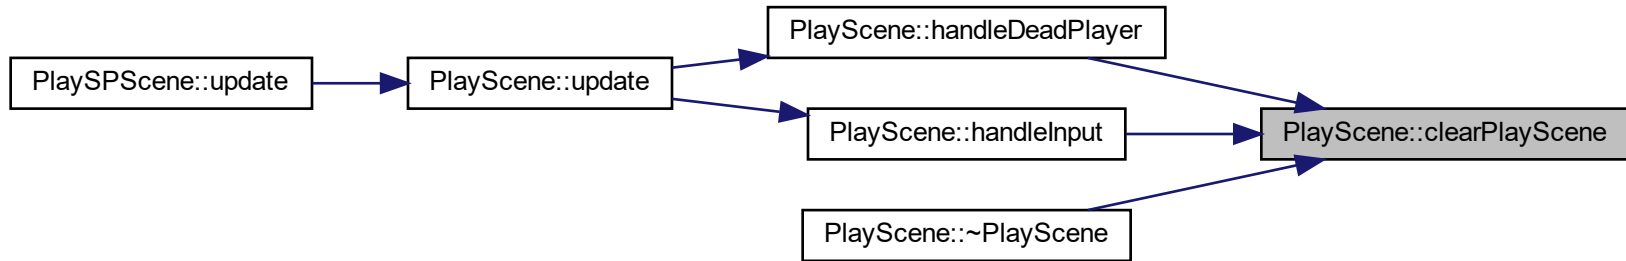 PlayScene::handleDeadPlayer
PlaySPScene::update
PlayScene::update
PlayScene::handleInput
PlayScene::clearPlayScene
PlayScene::~PlayScene